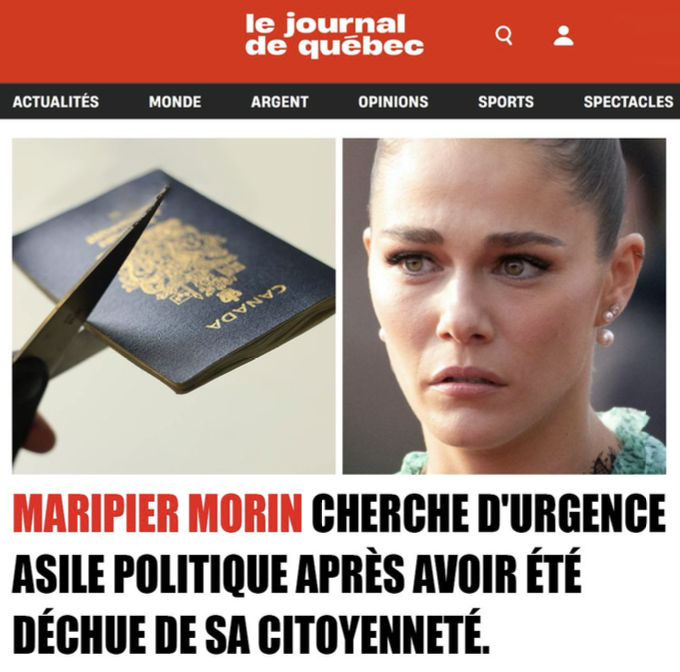 le journal
de québec
ACTUALITÉS MONDE ARGENT OPINIONS SPORTS SPECTACLES
CANADA
MARIPIER MORIN CHERCHE D'URGENCE
ASILE POLITIQUE APRÈS AVOIR ÉTÉ
DÉCHUE DE SA CITOYENNETÉ.